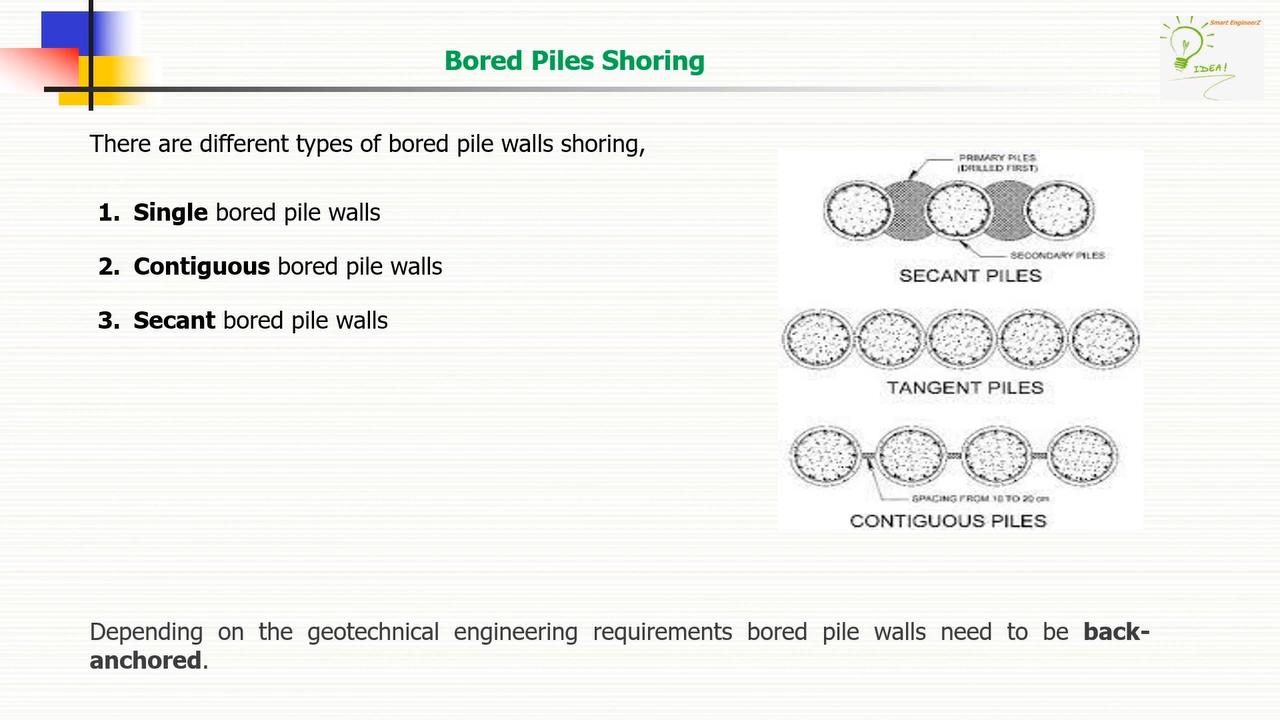 Bored Piles Shoring
Smart EngineerZ
IDEA!
There are different types of bored pile walls shoring,
1. Single bored pile walls
2. Contiguous bored pile walls
3. Secant bored pile walls
PRIMARY PILES
(DRILLED FIRST)
SECONDARY PILES
SECANT PILES
TANGENT PILES
SPACING FROM 10 TO 20 cm
CONTIGUOUS PILES
Depending on the geotechnical engineering requirements bored pile walls need to be back-
anchored.